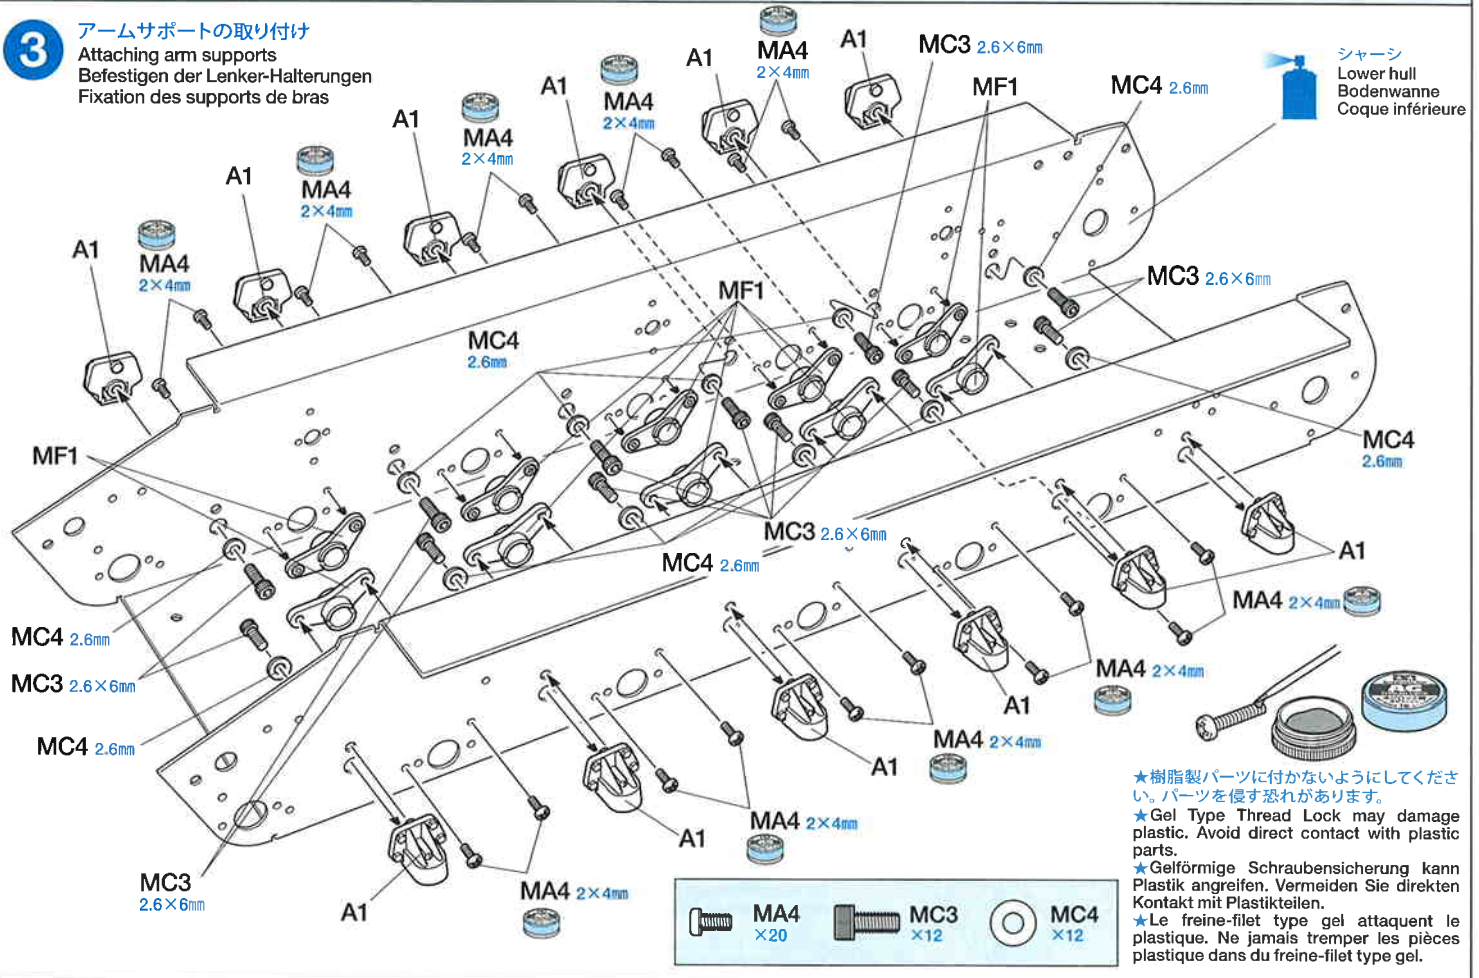 3
アームサポートの取り付け
Attaching arm supports
Befestigen der Lenker-Halterungen
Fixation des supports de bras
シャーシ
Lower hull
Bodenwanne
Coque inférieure
A1
MA4
2×4mm
A1
MA4
2×4mm
A1
MA4
2×4mm
A1
MA4
2×4mm
A1
MA4
2×4mm
A1
MC3 2.6×6mm
MF1
MC4 2.6mm
MC3 2.6×6mm
MF1
MC4
2.6mm
MC4
2.6mm
MF1
MC3 2.6×6mm
MC4 2.6mm
MC4 2.6mm
MC3 2.6×6mm
MC4 2.6mm
MC3
2.6×6mm
A1
MA4 2×4mm
A1
MA4 2×4mm
A1
MA4 2×4mm
A1
MA4 2×4mm
A1
MA4 2×4mm
MA4
×20
MC3
×12
MC4
×12
★樹脂製パーツに付かないようにしてくださ
い。パーツを侵す恐れがあります。
★Gel Type Thread Lock may damage
plastic. Avoid direct contact with plastic
parts.
★Gelförmige Schraubensicherung kann
Plastik angreifen. Vermeiden Sie direkten
Kontakt mit Plastikteilen.
★Le freine-filet type gel attaquent le
plastique. Ne jamais tremper les pièces
plastique dans du freine-filet type gel.